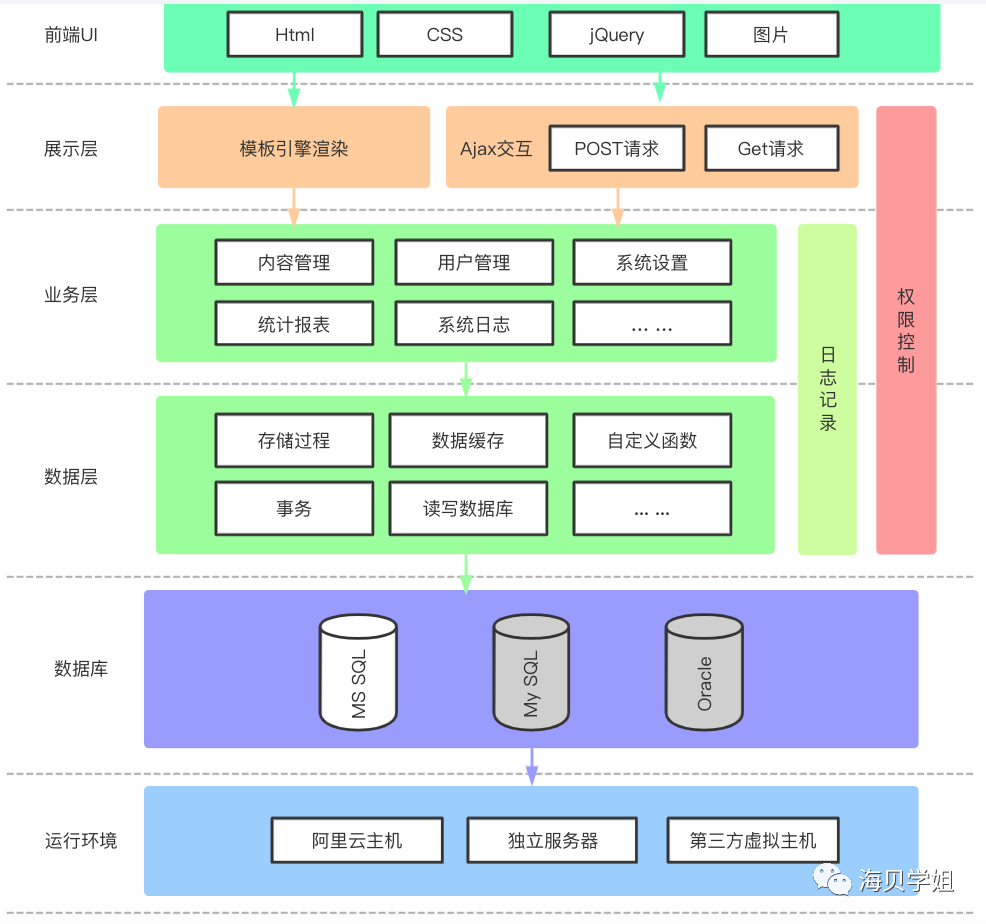 前端UI
Html
CSS
jQuery
图片
展示层
模板引擎渲染
Ajax交互
POST请求
Get请求
业务层
内容管理
用户管理
系统设置
统计报表
系统日志
... ...
数据层
存储过程
数据缓存
自定义函数
事务
读写数据库
... ...
日志记录
权限控制
数据库
MS SQL
My SQL
Oracle
运行环境
阿里云主机
独立服务器
第三方虚拟主机
海贝学姐